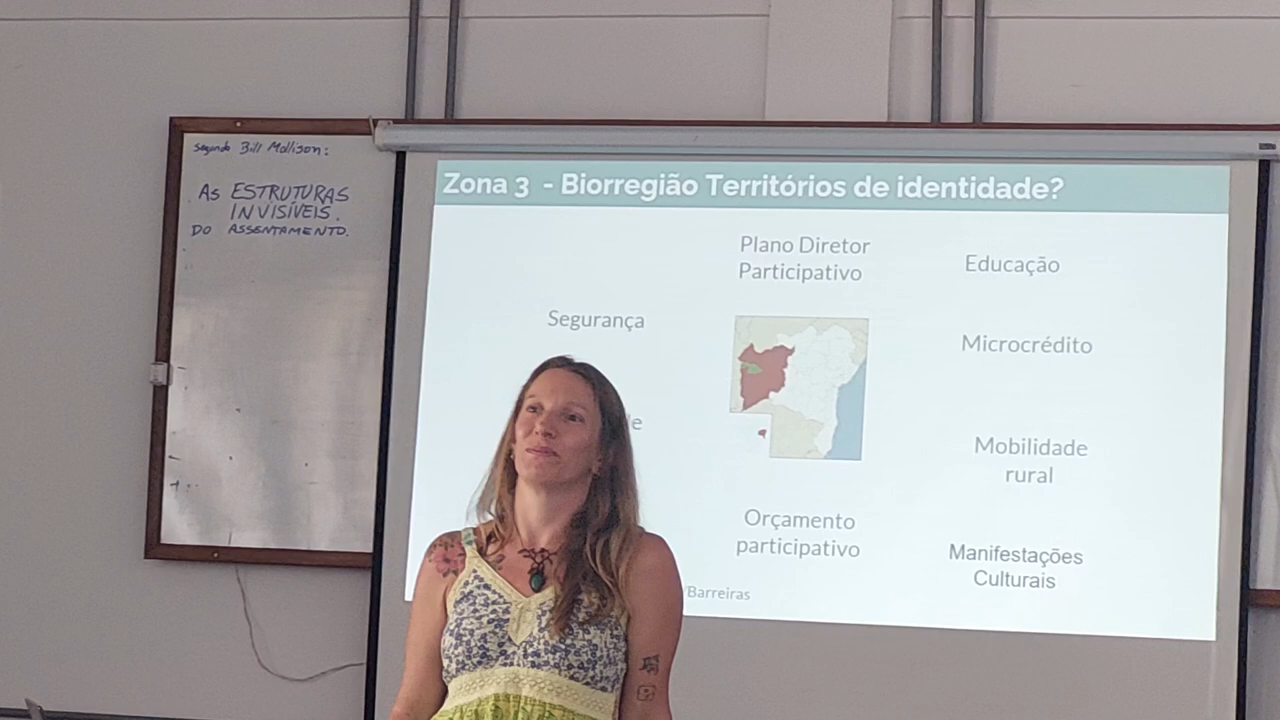 Segundo Bill Mollison:
As ESTRUTURAS
INVISÍVEIS.
DO ASSENTAMENTO.
Zona 3 - Biorregião Territórios de identidade?
Plano Diretor
Participativo
Educação
Segurança
Microcrédito
Mobilidade
rural
Orçamento
participativo
Manifestações
Culturais
Barreiras